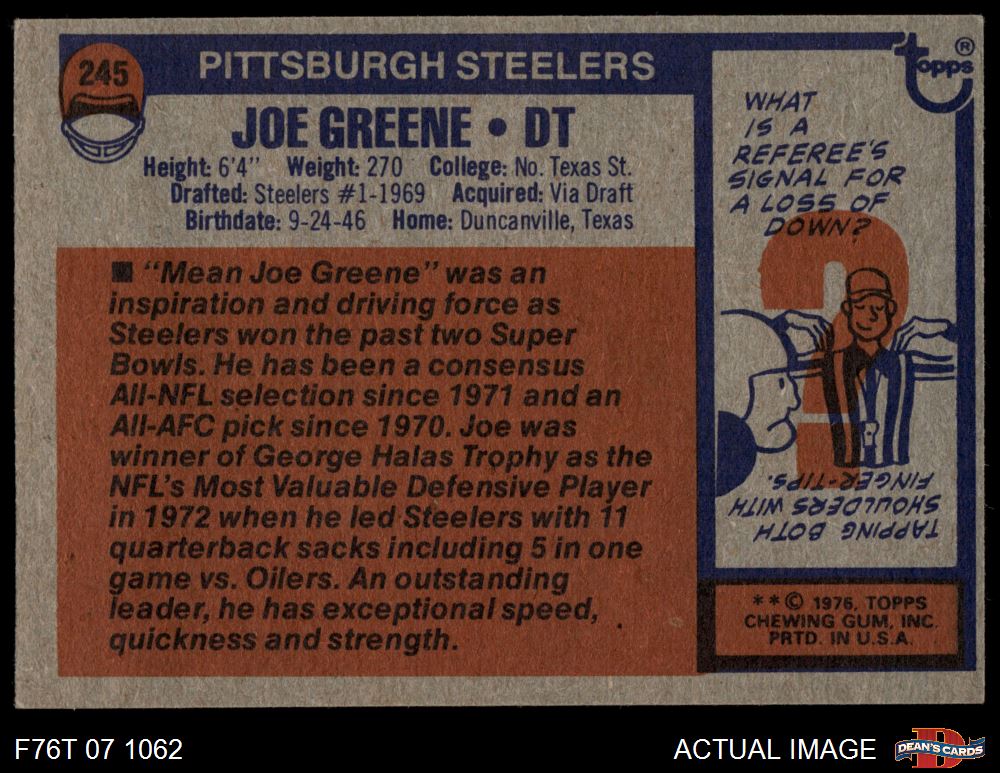 245
PITTSBURGH STEELERS
JOE GREENE • DT
Height: 6'4" Weight: 270 College: No. Texas St.
Drafted: Steelers #1-1969 Acquired: Via Draft
Birthdate: 9-24-46 Home: Duncanville, Texas
■ "Mean Joe Greene" was an
inspiration and driving force as
Steelers won the past two Super
Bowls. He has been a consensus
All-NFL selection since 1971 and an
All-AFC pick since 1970. Joe was
winner of George Halas Trophy as the
NFL's Most Valuable Defensive Player
in 1972 when he led Steelers with 11
quarterback sacks including 5 in one
game vs. Oilers. An outstanding
leader, he has exceptional speed,
quickness and strength.
topps ®
WHAT
IS A
REFEREE'S
SIGNAL FOR
A LOSS OF
DOWN?
?
TAPPING BOTH
SHOULDERS WITH
FINGER-TIPS.
**© 1976, TOPPS
CHEWING GUM, INC.
PRTD. IN U.S.A.
F76T 07 1062
ACTUAL IMAGE
D
DEAN'S CARDS